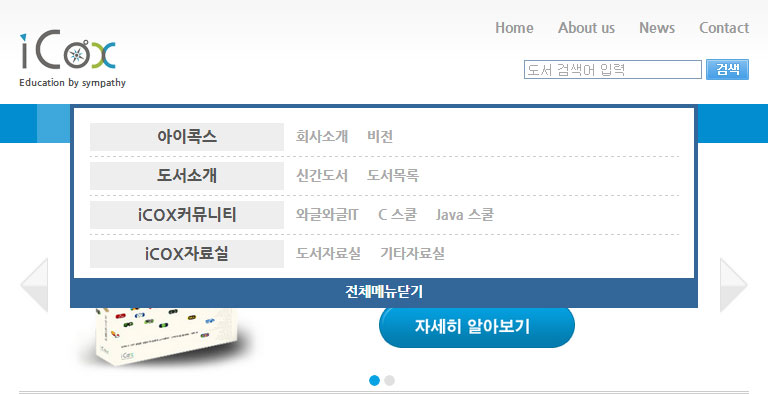 Home About us News Contact
iCox
Education by sympathy
도서 검색어 입력 검색
아이콕스 회사소개 비전
도서소개 신간도서 도서목록
iCOX커뮤니티 와글와글IT C 스쿨 Java 스쿨
iCOX자료실 도서자료실 기타자료실
전체메뉴닫기
자세히 알아보기
iCox